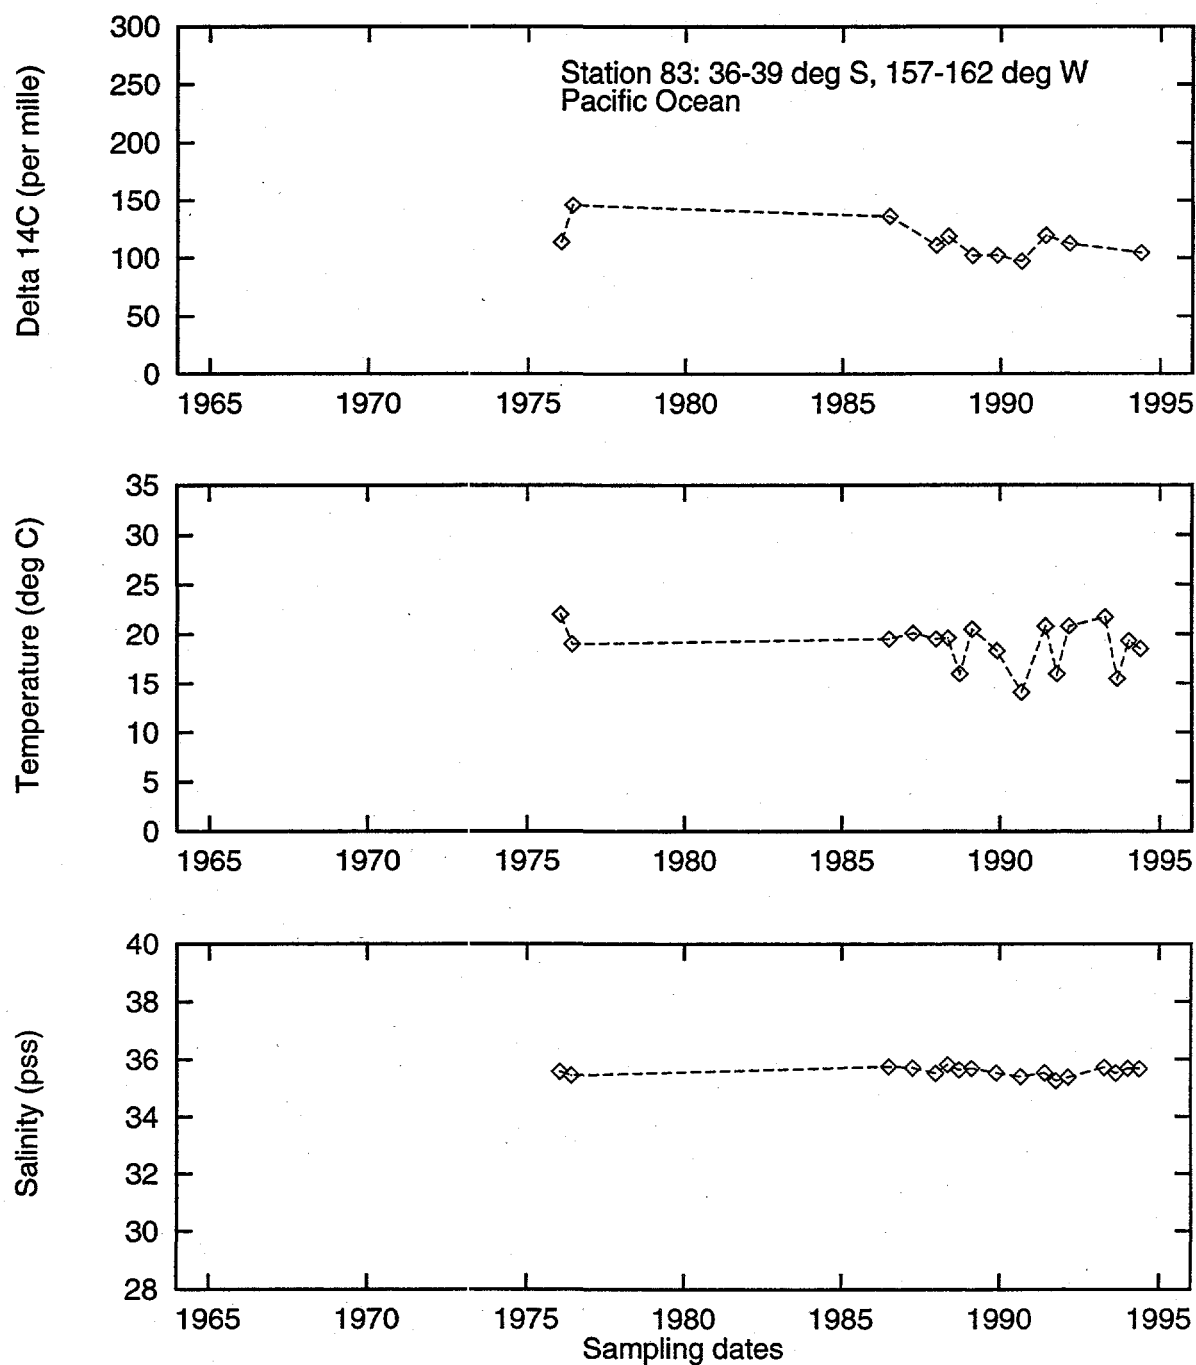 300
250
200
150
100
50
0
Delta 14C (per mille)
Station 83: 36-39 deg S, 157-162 deg W
Pacific Ocean
1965 1970 1975 1980 1985 1990 1995
35
30
25
20
15
10
5
0
Temperature (deg C)
1965 1970 1975 1980 1985 1990 1995
40
38
36
34
32
30
28
Salinity (pss)
1965 1970 1975 1980 1985 1990 1995
Sampling dates